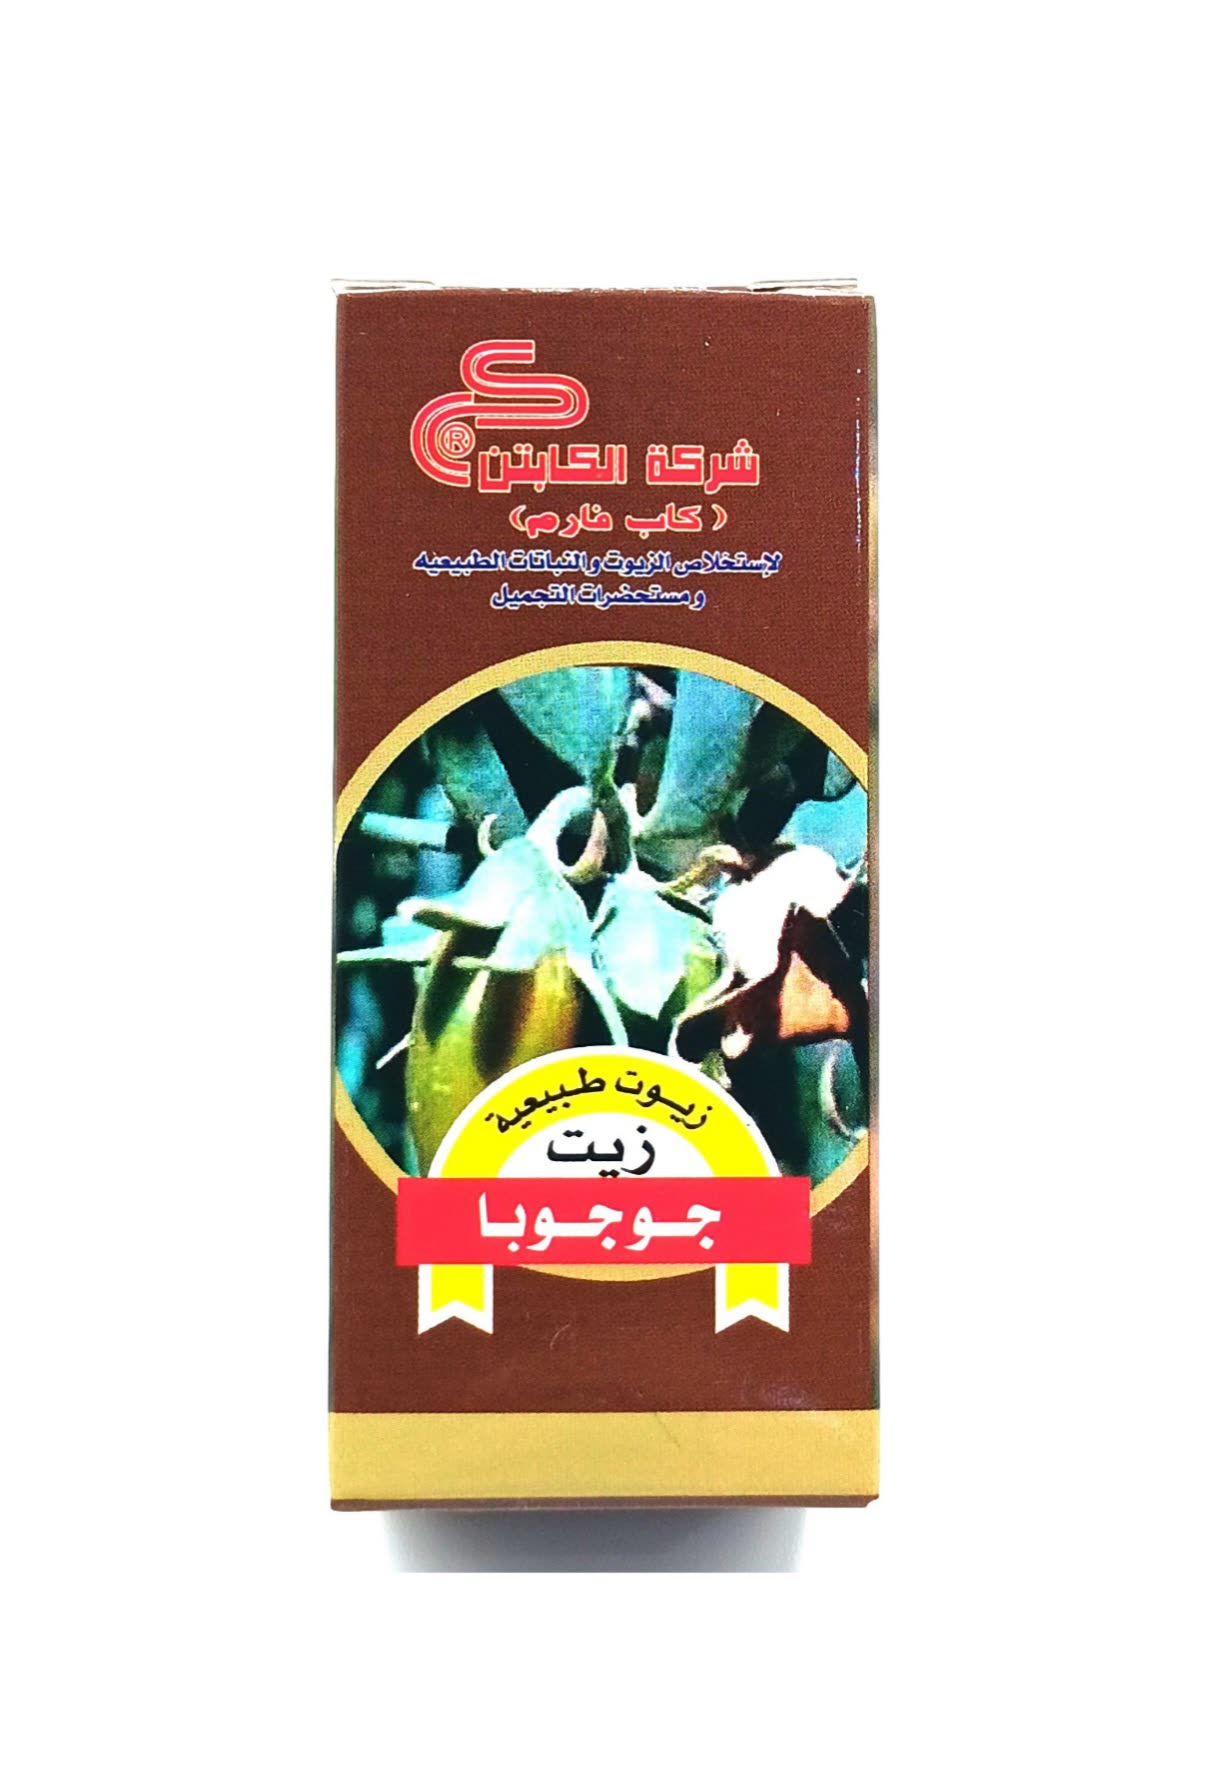 شركة الكابتن ®
(كاب فارم)
لإستخلاص الزيوت والنباتات الطبيعيه
ومستحضرات التجميل
زيوت طبيعية
زيت
جوجوبا